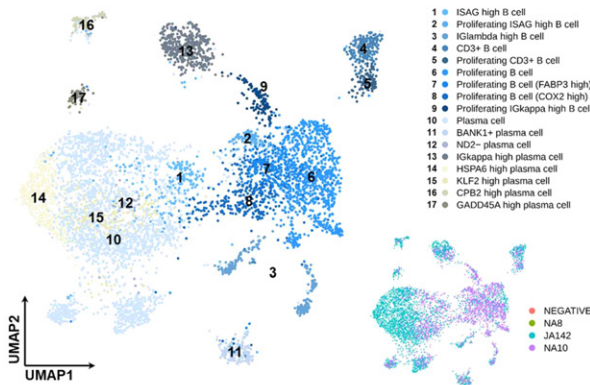 1 ISAG high B cell
2 Proliferating ISAG high B cell
3 IGlambda high B cell
4 CD3+ B cell
5 Proliferating CD3+ B cell
6 Proliferating B cell
7 Proliferating B cell (FABP3 high)
8 Proliferating B cell (COX2 high)
9 Proliferating IGkappa high B cell
10 Plasma cell
11 BANK1+ plasma cell
12 ND2− plasma cell
13 IGkappa high plasma cell
14 HSPA6 high plasma cell
15 KLF2 high plasma cell
16 CPB2 high plasma cell
17 GADD45A high plasma cell
16
13
4
5
17
9
2
1
7
6
14
12
8
15
10
3
11
UMAP2
UMAP1
NEGATIVE
NA8
JA142
NA10